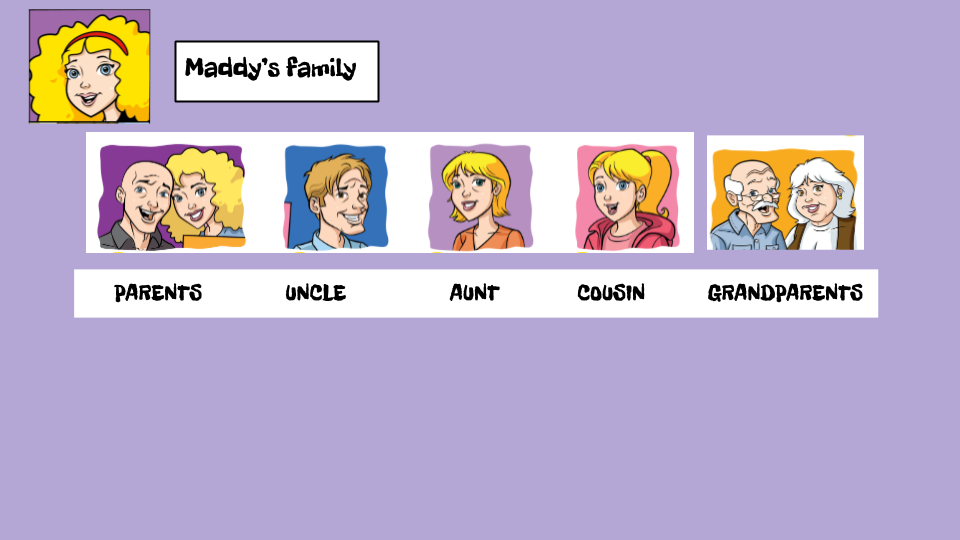 Maddy's family
PARENTS UNCLE AUNT COUSIN GRANDPARENTS